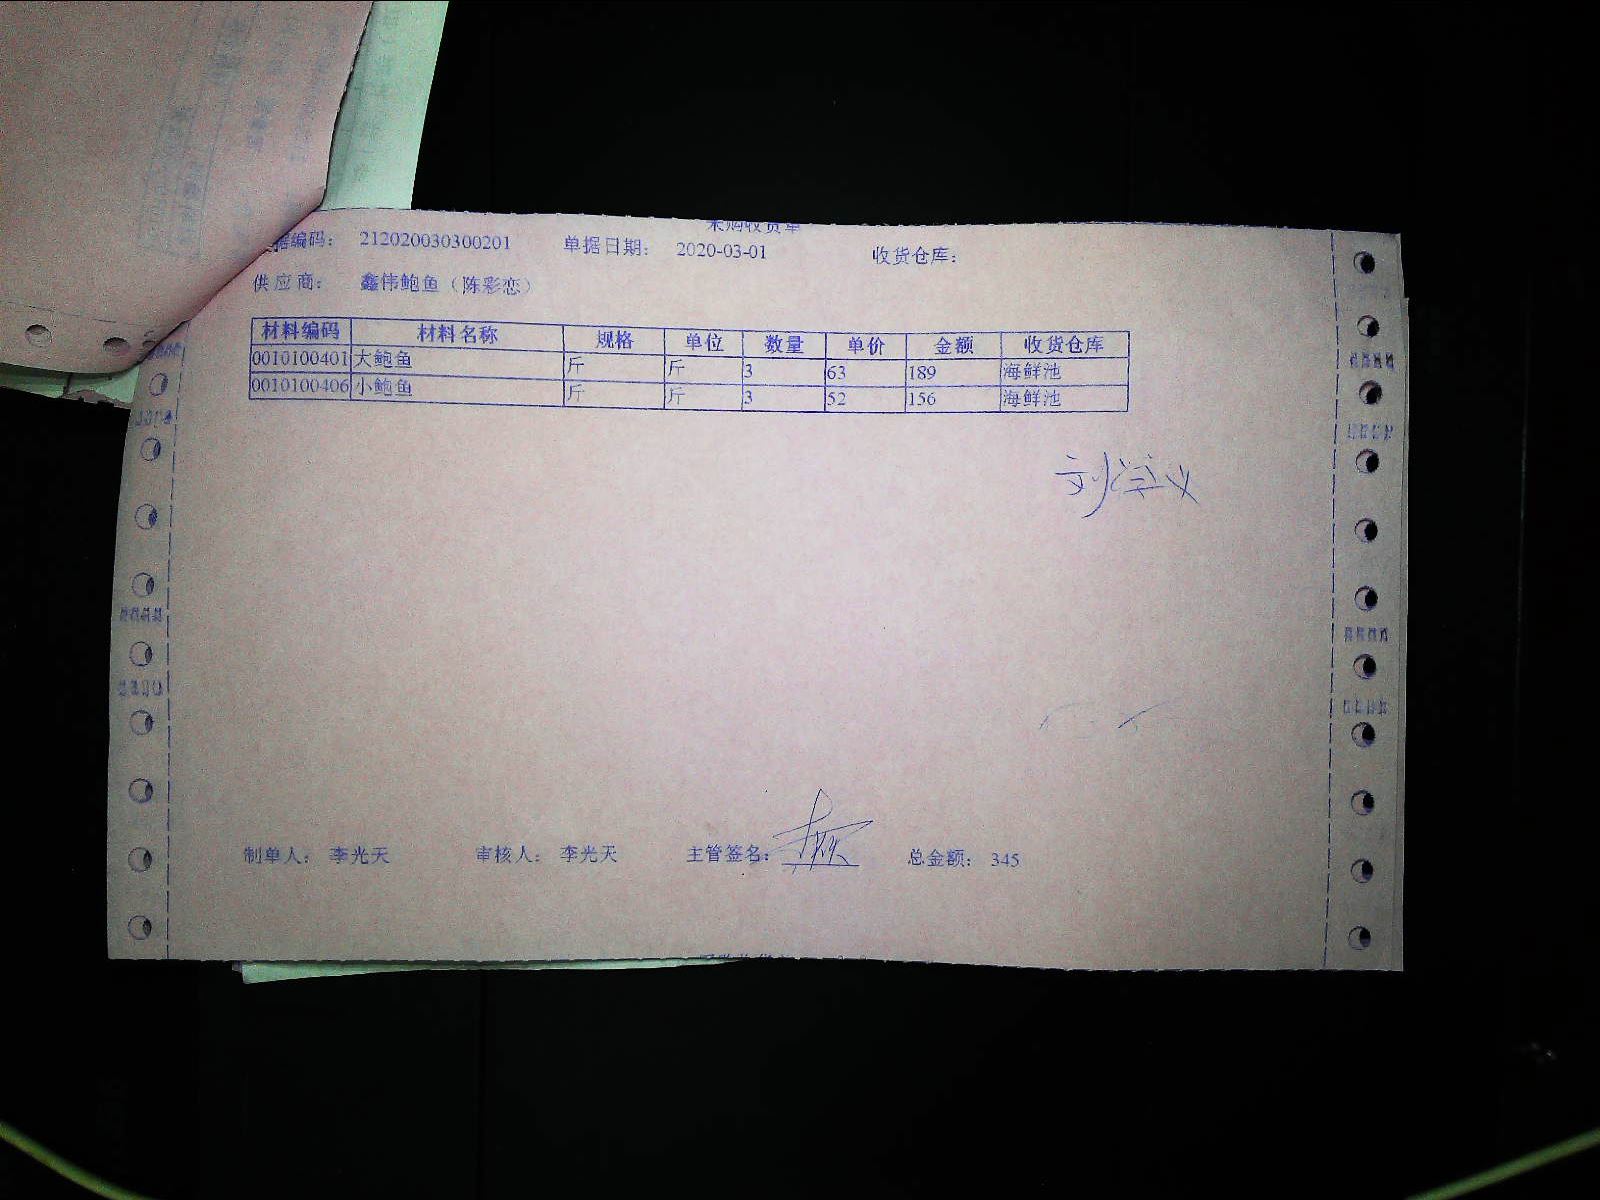 采购收货单
据编码： 212020030300201 单据日期： 2020-03-01 收货仓库：
供应商： 鑫伟鲍鱼（陈彩恋）
材料编码 材料名称 规格 单位 数量 单价 金额 收货仓库
0010100401 大鲍鱼 斤 斤 3 63 189 海鲜池
0010100406 小鲍鱼 斤 斤 3 52 156 海鲜池
制单人： 李光天 审核人： 李光天 主管签名： 总金额： 345